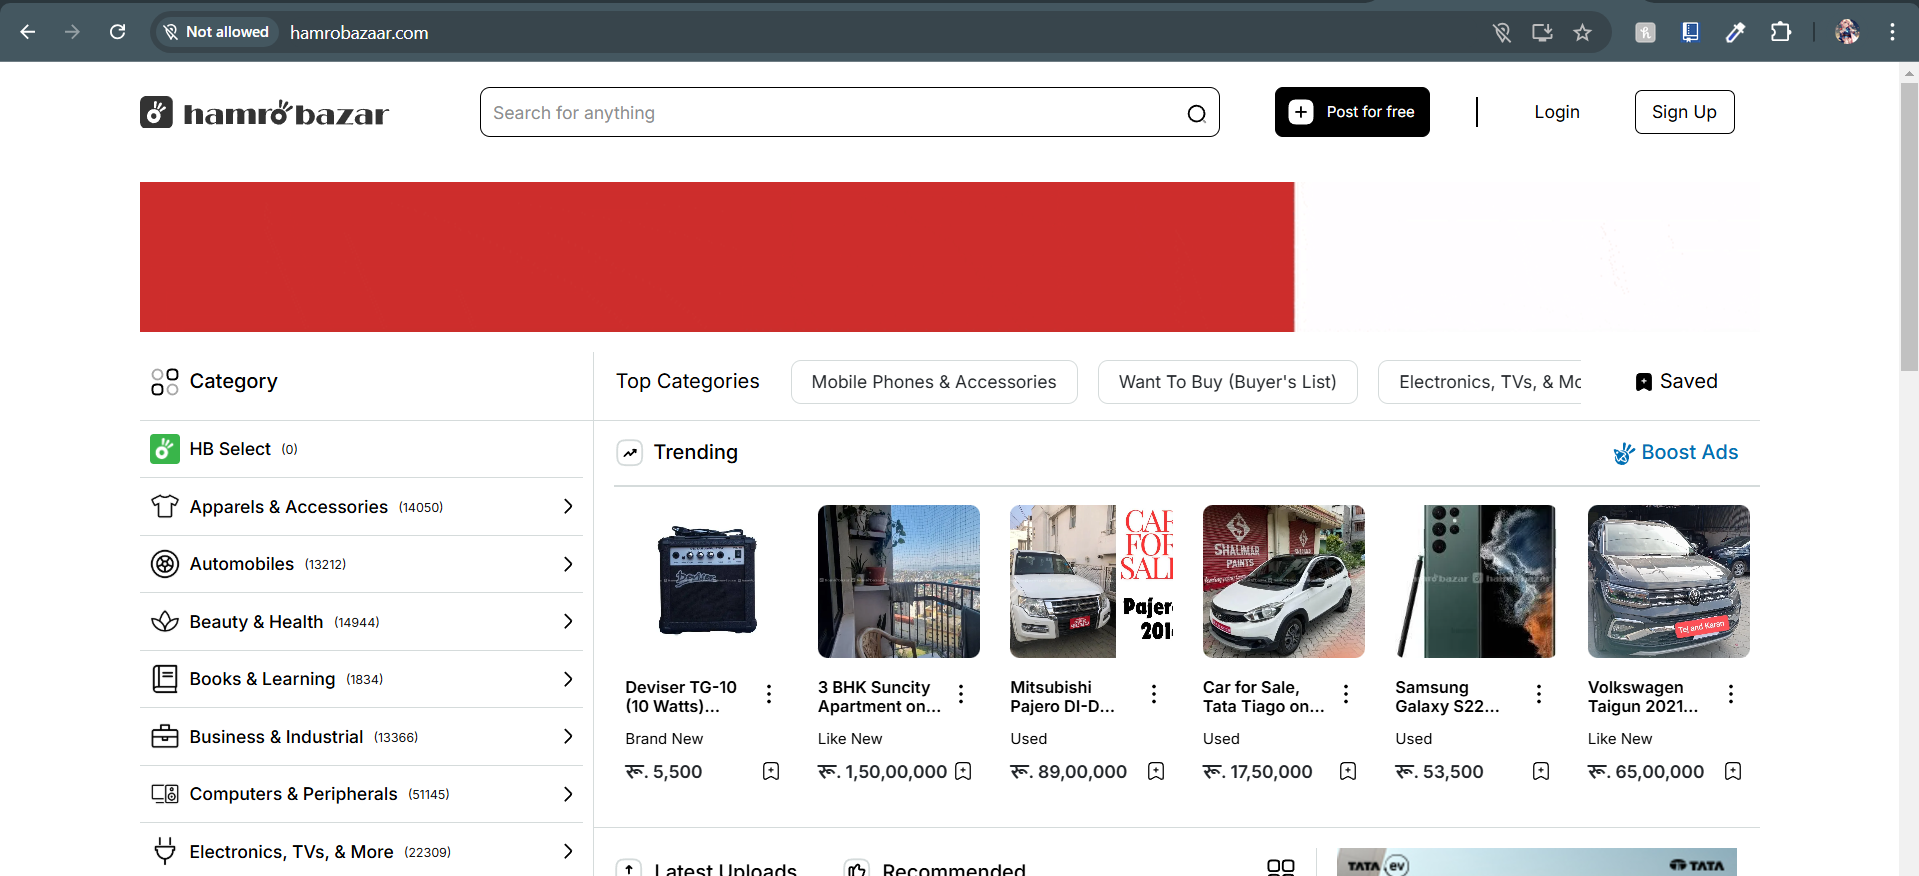 Not allowed
hamrobazaar.com
hamrobazar
Search for anything
Post for free
Login
Sign Up
Category
Top Categories
Mobile Phones & Accessories
Want To Buy (Buyer's List)
Electronics, TVs, & Mo
Saved
HB Select (0)
Apparels & Accessories (14050)
Automobiles (13212)
Beauty & Health (14944)
Books & Learning (1834)
Business & Industrial (13366)
Computers & Peripherals (51145)
Electronics, TVs, & More (22309)
Trending
Boost Ads
Deviser
CAR
FOR
SALE
Pajero
SHALIMAR
PAINTS
hamrobazar
Tej and Karan
Deviser TG-10
(10 Watts)...
Brand New
रू. 5,500
3 BHK Suncity
Apartment on...
Like New
रू. 1,50,00,000
Mitsubishi
Pajero DI-D...
Used
रू. 89,00,000
Car for Sale,
Tata Tiago on...
Used
रू. 17,50,000
Samsung
Galaxy S22...
Used
रू. 53,500
Volkswagen
Taigun 2021...
Like New
रू. 65,00,000
Latest Uploads
Recommended
TATA ev
TATA